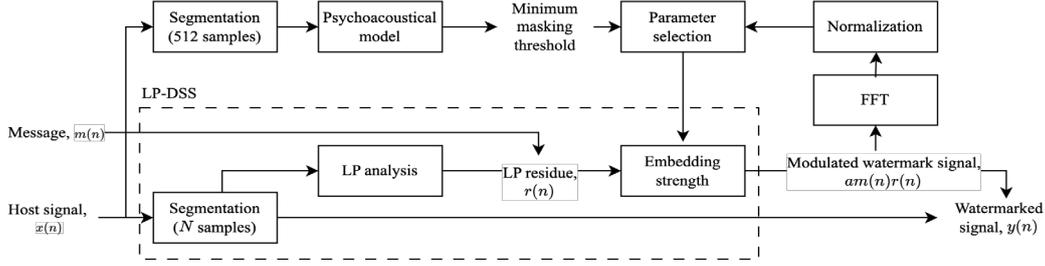 Segmentation
(512 samples)
Psychoacoustical
model
Minimum
masking
threshold
Parameter
selection
Normalization
FFT
LP-DSS
Message, m(n)
LP analysis
LP residue,
r(n)
Embedding
strength
Modulated watermark signal,
am(n)r(n)
Host signal,
x(n)
Segmentation
(N samples)
Watermarked
signal, y(n)